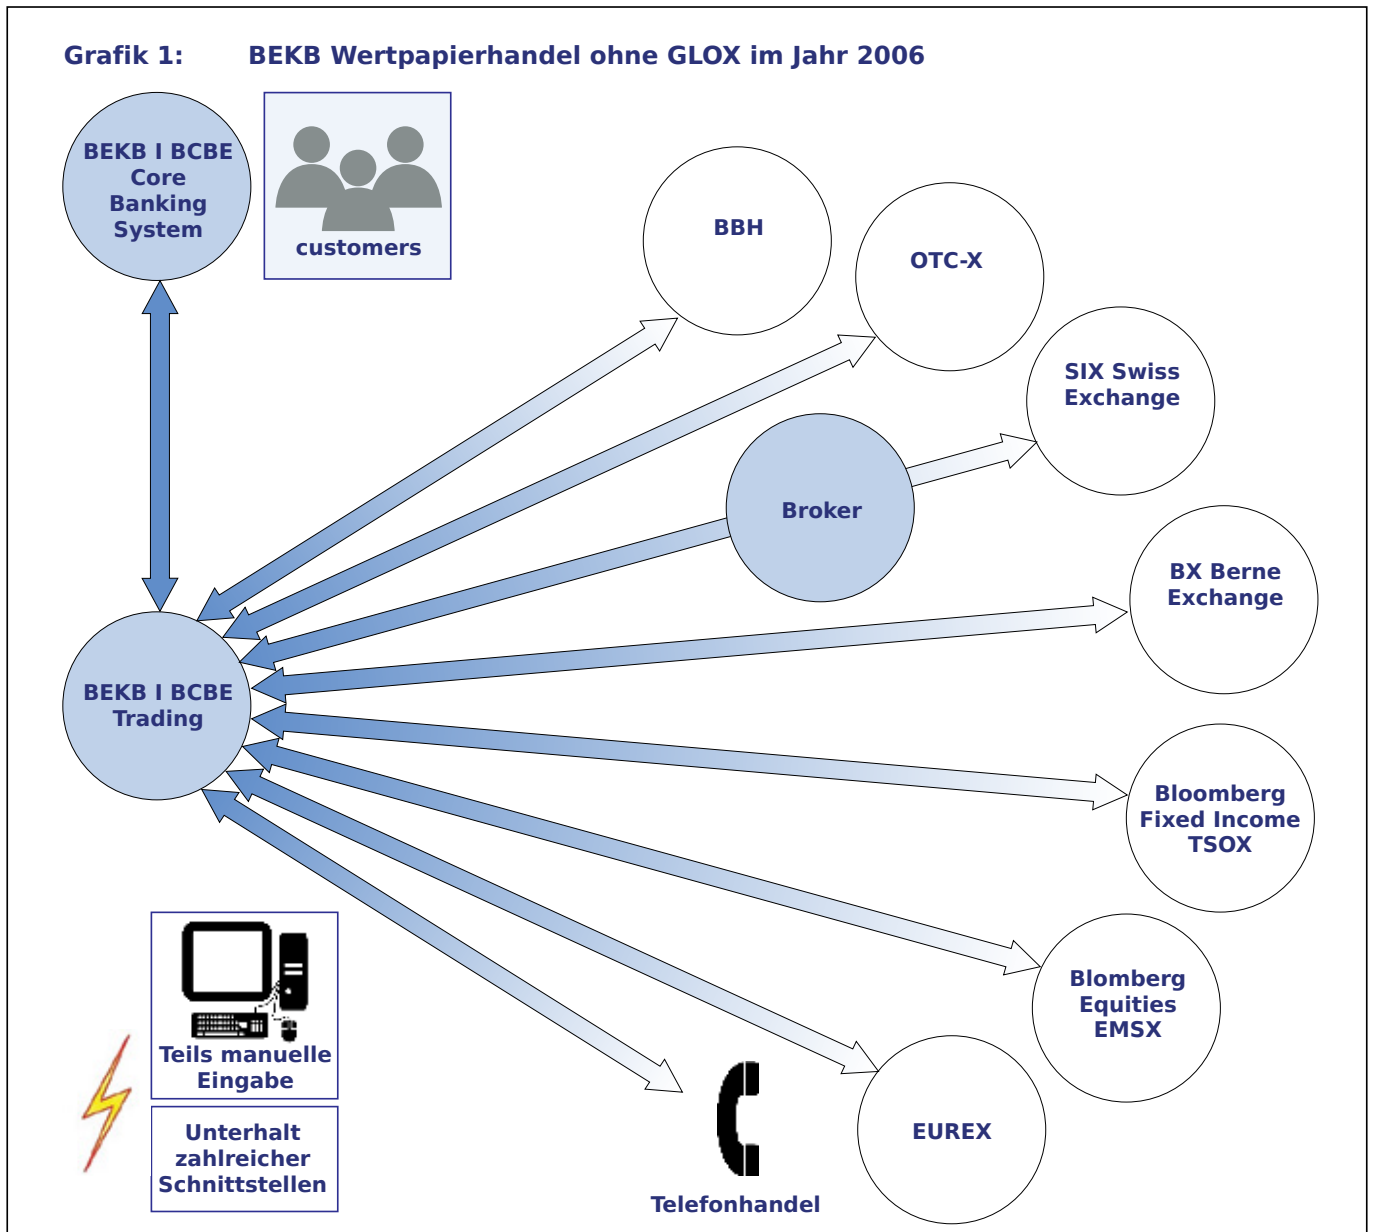 Grafik 1: BEKB Wertpapierhandel ohne GLOX im Jahr 2006
BEKB I BCBE
Core
Banking
System
customers
BBH
OTC-X
SIX Swiss
Exchange
Broker
BX Berne
Exchange
BEKB I BCBE
Trading
Bloomberg
Fixed Income
TSOX
Blomberg
Equities
EMSX
EUREX
Telefonhandel
Teils manuelle
Eingabe
Unterhalt
zahlreicher
Schnittstellen